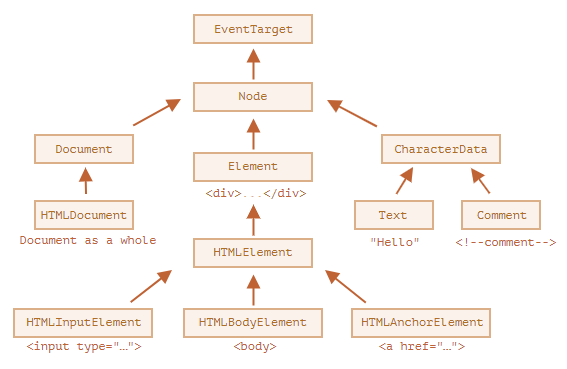 EventTarget
Node
Document
Element
CharacterData
<div>...</div>
HTMLDocument
Text
Comment
Document as a whole
"Hello"
<!--comment-->
HTMLElement
HTMLInputElement
HTMLBodyElement
HTMLAnchorElement
<input type="…">
<body>
<a href="…">